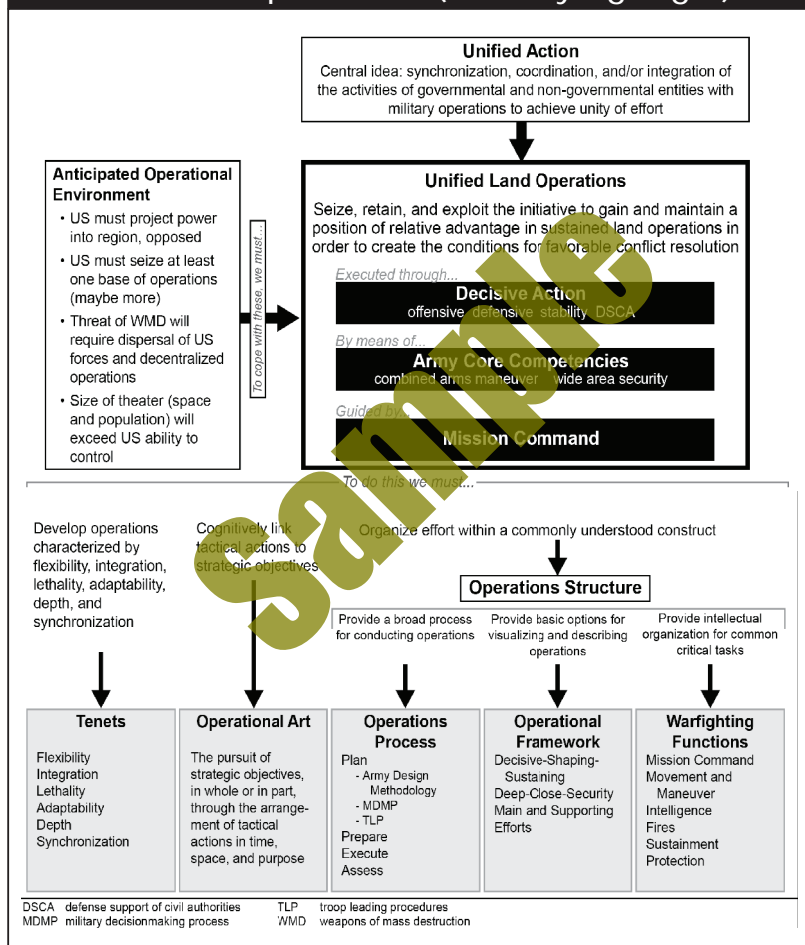 Unified Action
Central idea: synchronization, coordination, and/or integration of
the activities of governmental and non-governmental entities with
military operations to achieve unity of effort
Anticipated Operational
Environment
• US must project power
into region, opposed
• US must seize at least
one base of operations
(maybe more)
• Threat of WMD will
require dispersal of US
forces and decentralized
operations
• Size of theater (space
and population) will
exceed US ability to
control
To cope with these, we must...
Unified Land Operations
Seize, retain, and exploit the initiative to gain and maintain a
position of relative advantage in sustained land operations in
order to create the conditions for favorable conflict resolution
Executed through...
Decisive Action
offensive defensive stability DSCA
By means of...
Army Core Competencies
combined arms maneuver wide area security
Guided by...
Mission Command
Sample
To do this we must...
Develop operations
characterized by
flexibility, integration,
lethality, adaptability,
depth, and
synchronization
Cognitively link
tactical actions to
strategic objectives
Organize effort within a commonly understood construct
Operations Structure
Provide a broad process
for conducting operations
Provide basic options for
visualizing and describing
operations
Provide intellectual
organization for common
critical tasks
Tenets
Flexibility
Integration
Lethality
Adaptability
Depth
Synchronization
Operational Art
The pursuit of
strategic objectives,
in whole or in part,
through the arrange-
ment of tactical
actions in time,
space, and purpose
Operations
Process
Plan
- Army Design
Methodology
- MDMP
- TLP
Prepare
Execute
Assess
Operational
Framework
Decisive-Shaping-
Sustaining
Deep-Close-Security
Main and Supporting
Efforts
Warfighting
Functions
Mission Command
Movement and
Maneuver
Intelligence
Fires
Sustainment
Protection
DSCA defense support of civil authorities TLP troop leading procedures
MDMP military decisionmaking process WMD weapons of mass destruction